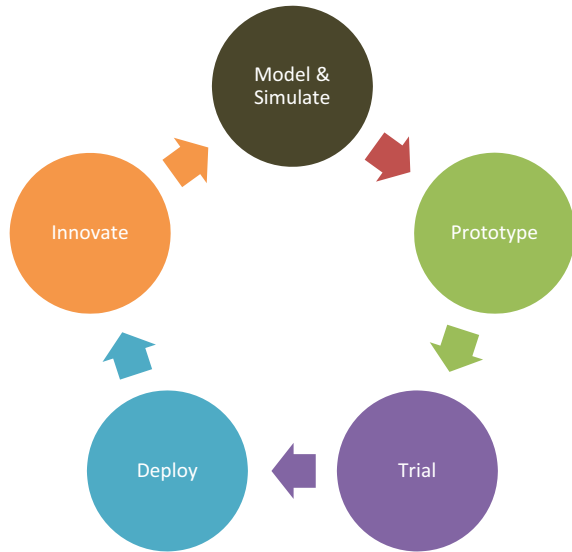 Model &
Simulate
Prototype
Trial
Deploy
Innovate